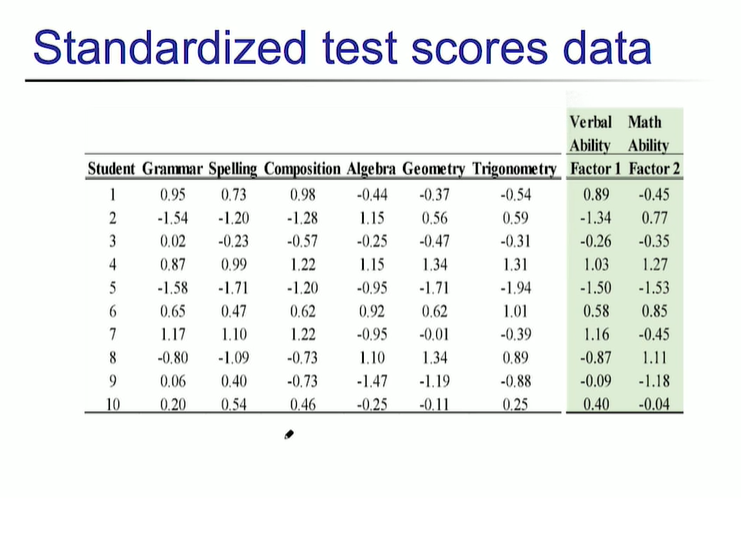 Standardized test scores data
Verbal Math
Ability Ability
Student Grammar Spelling Composition Algebra Geometry Trigonometry Factor 1 Factor 2
1 0.95 0.73 0.98 -0.44 -0.37 -0.54 0.89 -0.45
2 -1.54 -1.20 -1.28 1.15 0.56 0.59 -1.34 0.77
3 0.02 -0.23 -0.57 -0.25 -0.47 -0.31 -0.26 -0.35
4 0.87 0.99 1.22 1.15 1.34 1.31 1.03 1.27
5 -1.58 -1.71 -1.20 -0.95 -1.71 -1.94 -1.50 -1.53
6 0.65 0.47 0.62 0.92 0.62 1.01 0.58 0.85
7 1.17 1.10 1.22 -0.95 -0.01 -0.39 1.16 -0.45
8 -0.80 -1.09 -0.73 1.10 1.34 0.89 -0.87 1.11
9 0.06 0.40 -0.73 -1.47 -1.19 -0.88 -0.09 -1.18
10 0.20 0.54 0.46 -0.25 -0.11 0.25 0.40 -0.04